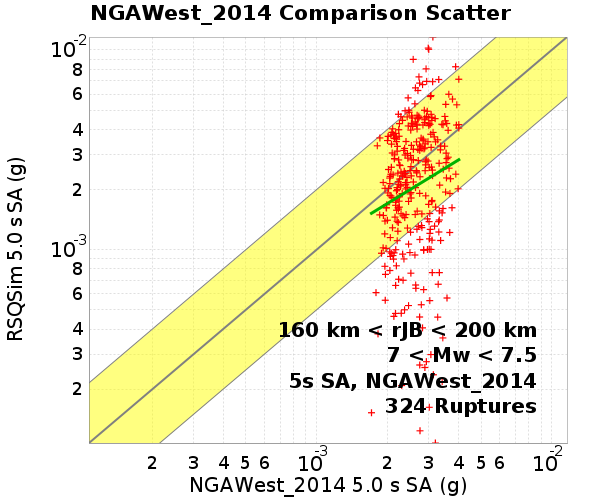 NGAWest_2014 Comparison Scatter
RSQSim 5.0 s SA (g)
10-2
8
6
4
3
2
10-3
8
6
4
3
2
160 km < rJB < 200 km
7 < Mw < 7.5
5s SA, NGAWest_2014
324 Ruptures
2 3 4 5 6 10-3 2 3 4 5 6 10-2
NGAWest_2014 5.0 s SA (g)